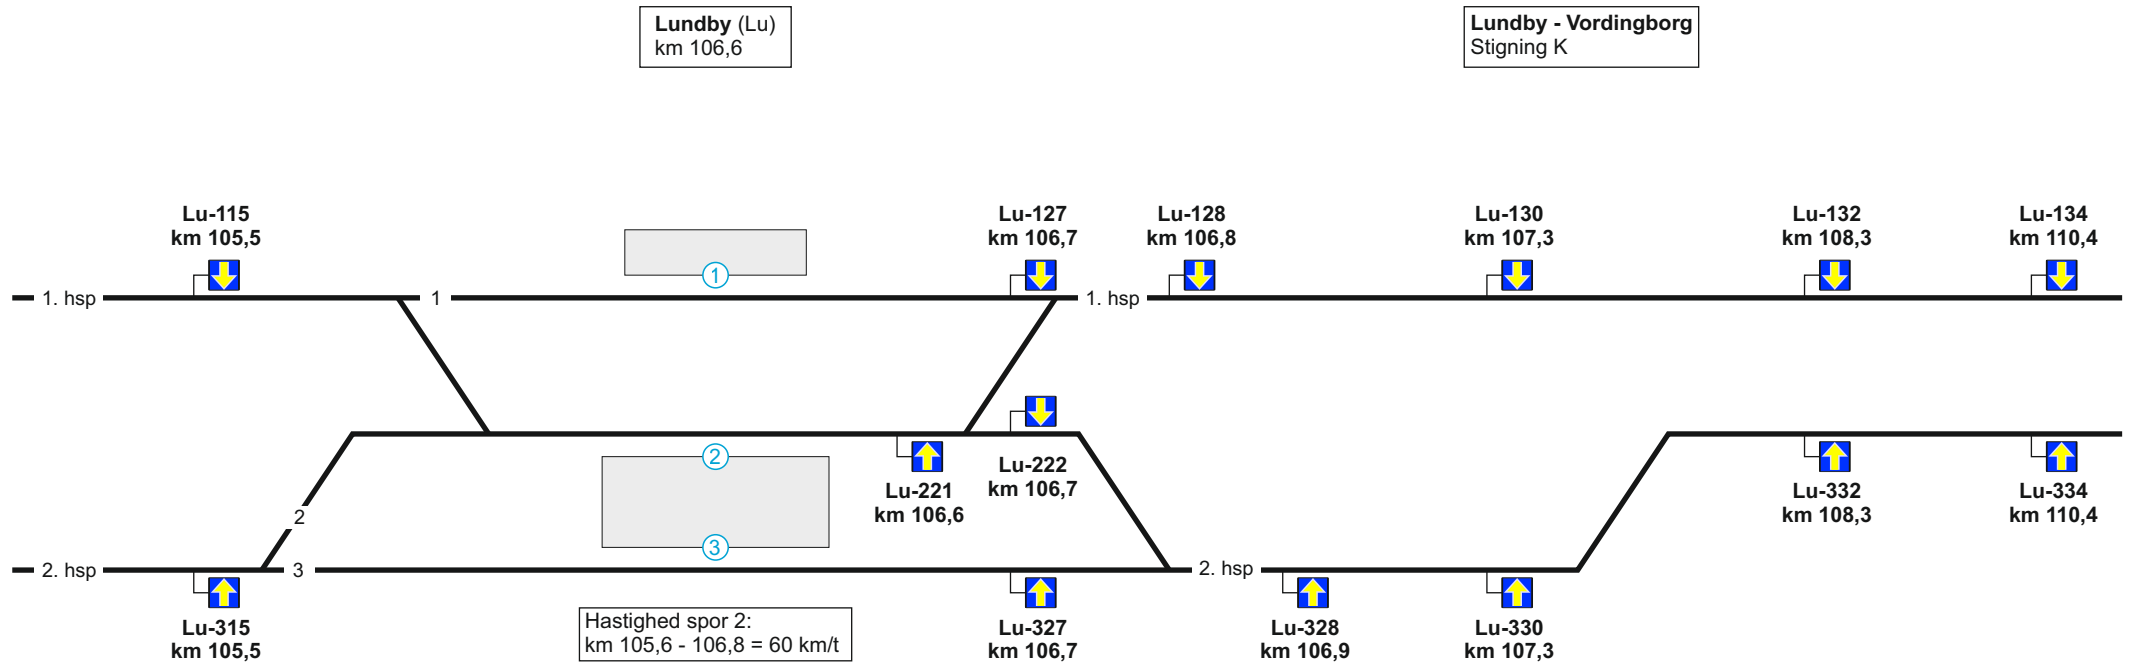 Lundby (Lu)
km 106,6
Lundby - Vordingborg
Stigning K
Lu-115
km 105,5
Lu-127
km 106,7
Lu-128
km 106,8
Lu-130
km 107,3
Lu-132
km 108,3
Lu-134
km 110,4
1. hsp
1
1
1. hsp
2
Lu-221
km 106,6
Lu-222
km 106,7
Lu-332
km 108,3
Lu-334
km 110,4
2
3
2. hsp
3
2. hsp
Lu-315
km 105,5
Hastighed spor 2:
km 105,6 - 106,8 = 60 km/t
Lu-327
km 106,7
Lu-328
km 106,9
Lu-330
km 107,3